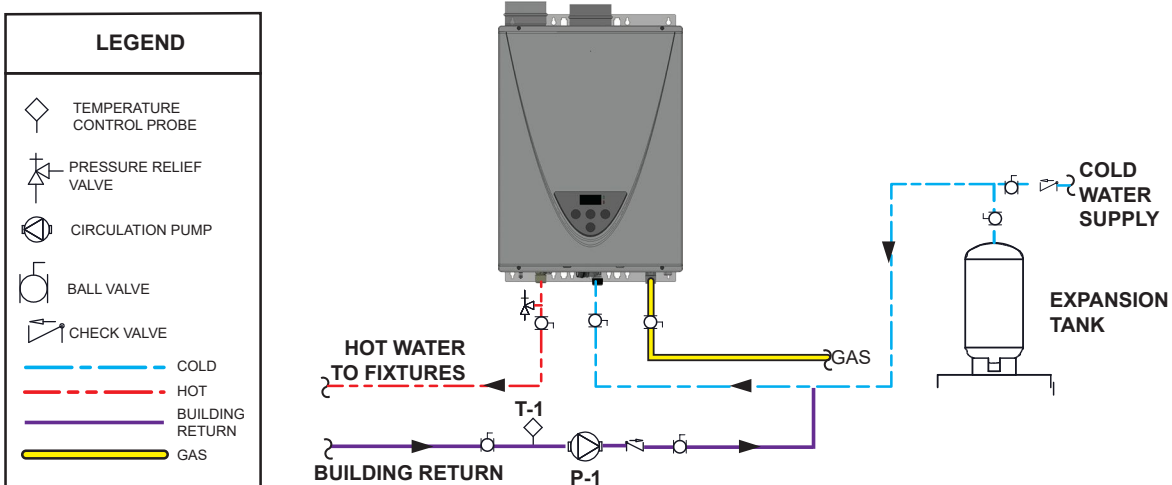 LEGEND
TEMPERATURE
CONTROL PROBE
PRESSURE RELIEF
VALVE
CIRCULATION PUMP
BALL VALVE
CHECK VALVE
COLD
HOT
BUILDING
RETURN
GAS
COLD
WATER
SUPPLY
EXPANSION
TANK
GAS
HOT WATER
TO FIXTURES
T-1
BUILDING RETURN
P-1